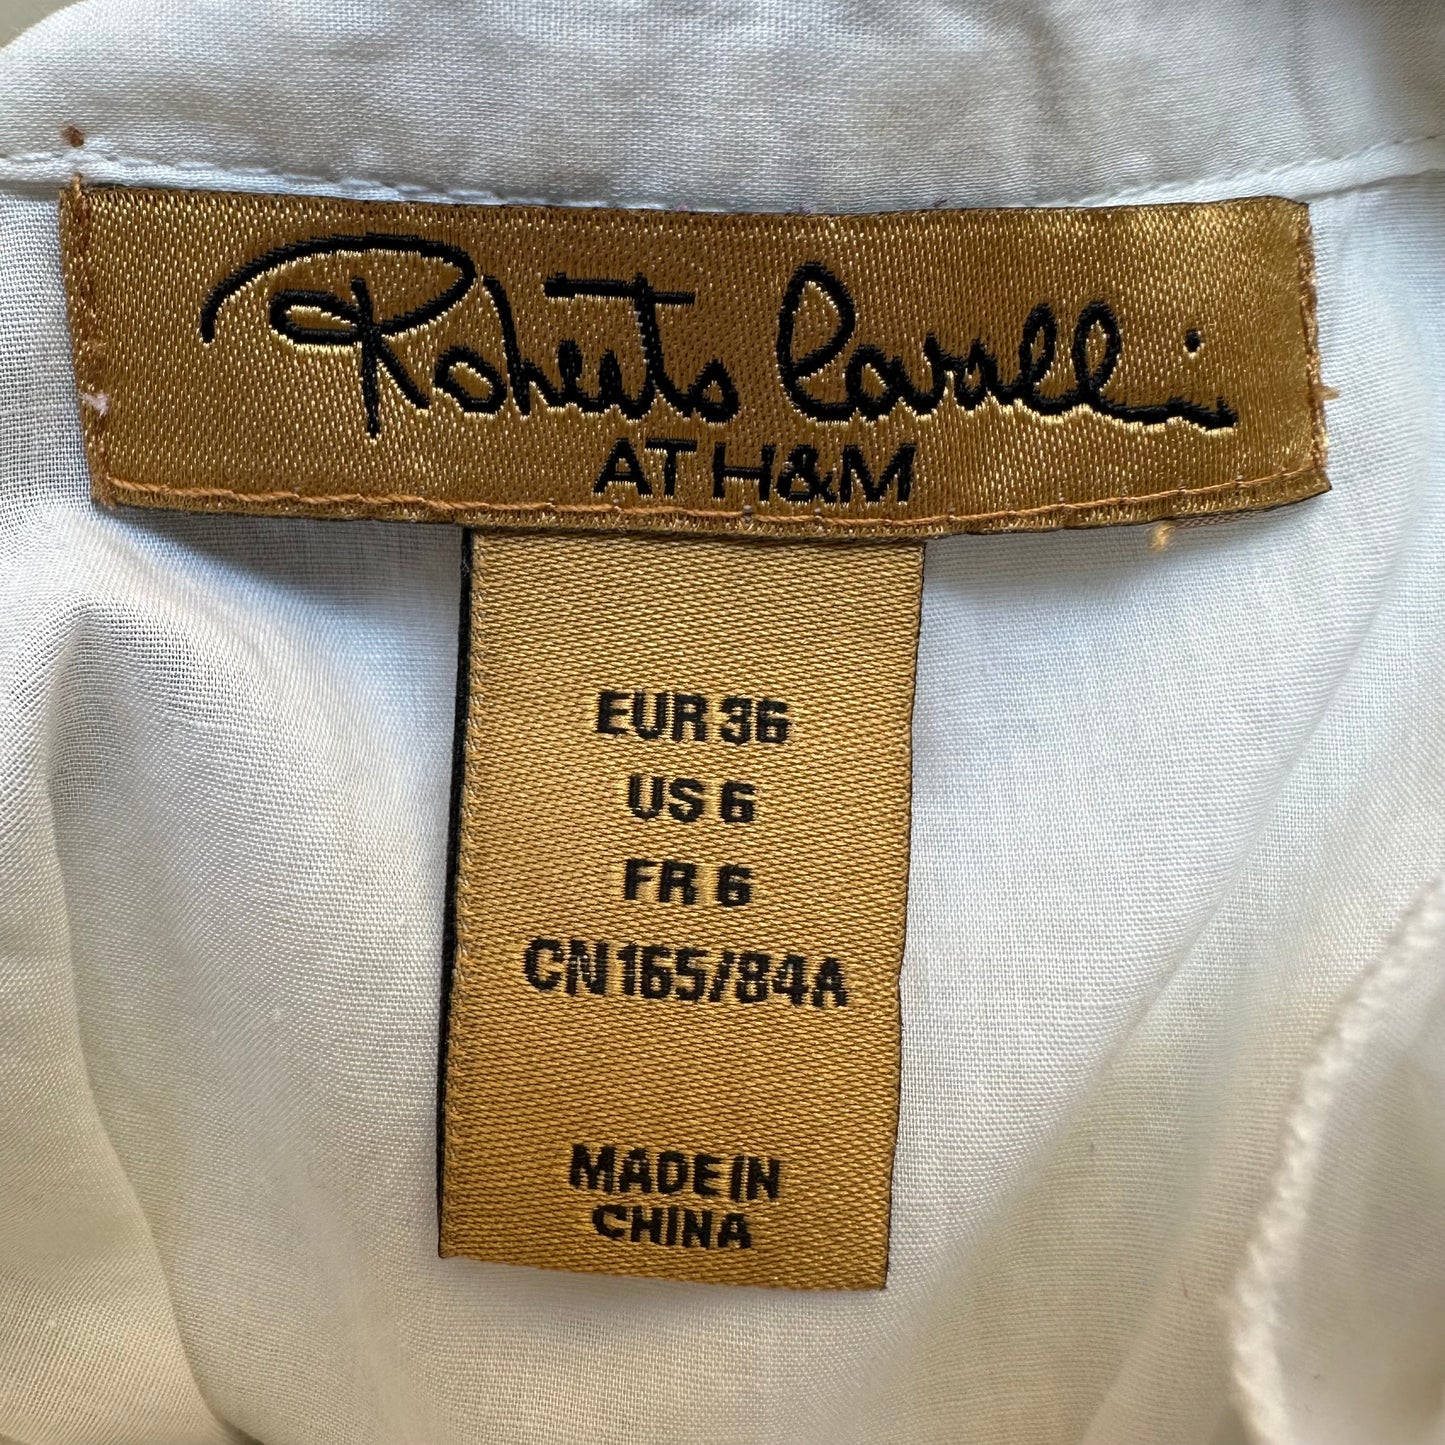 Roberto Cavalli
AT H&M
EUR 36
US 6
FR 6
CN 165/84A
MADE IN
CHINA